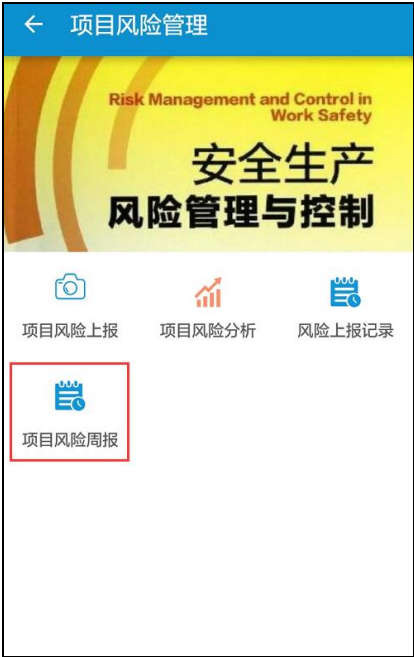 项目风险管理
Risk Management and Control in
Work Safety
安全生产
风险管理与控制
项目风险上报
项目风险分析
风险上报记录
项目风险周报